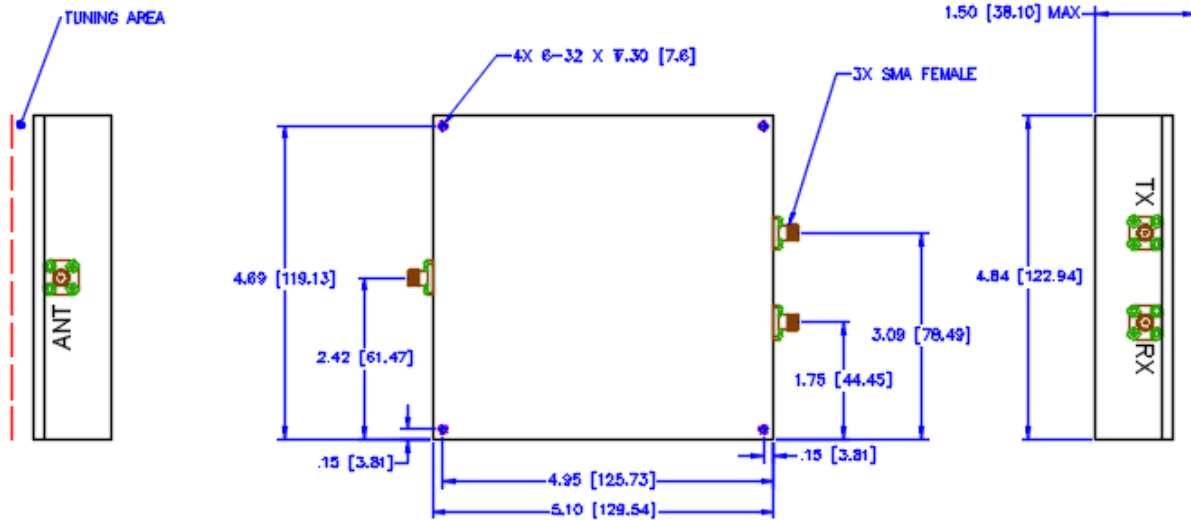 TUNING AREA
1.50 [38.10] MAX
4X 6-32 X ∇.30 [7.6]
3X SMA FEMALE
TX
4.69 [119.13]
4.84 [122.94]
ANT
2.42 [61.47]
3.09 [78.49]
RX
1.75 [44.45]
.15 [3.81]
.15 [3.81]
4.95 [125.73]
5.10 [129.54]